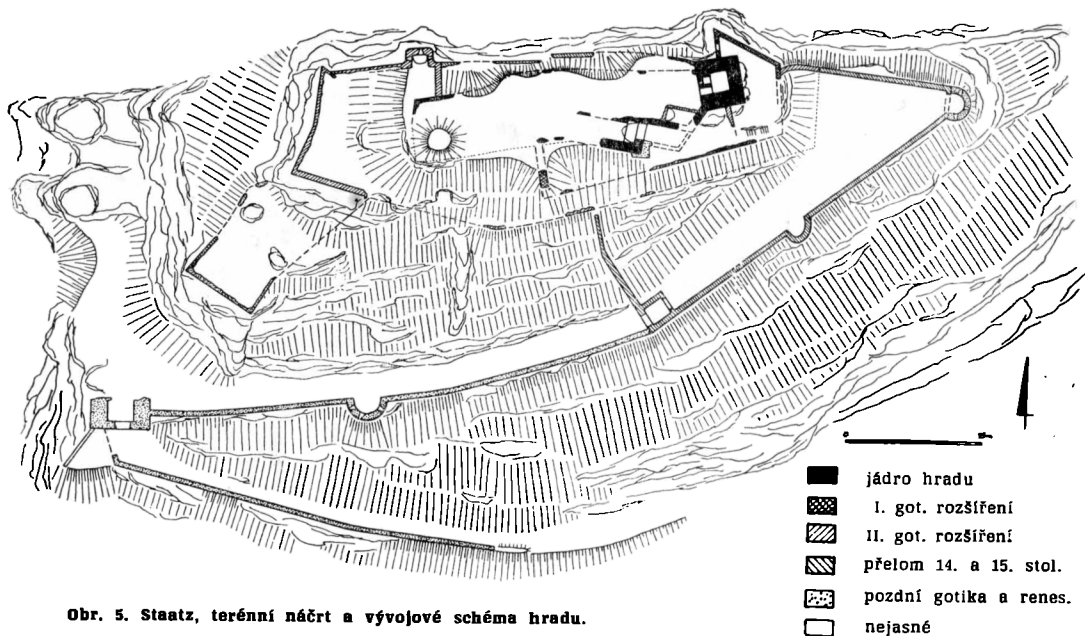 jádro hradu
I. got. rozšíření
II. got. rozšíření
přelom 14. a 15. stol.
pozdní gotika a renes.
nejasné
Obr. 5. Staatz, terénní náčrt a vývojové schéma hradu.